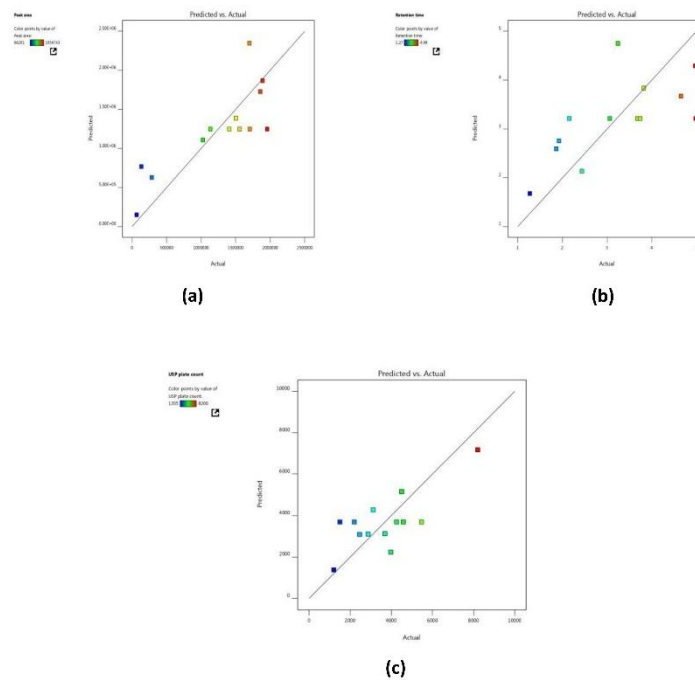 Peak area
Color points by value of
Peak area
Predicted vs. Actual
2.50E+06
2.00E+06
1.50E+06
1.00E+06
5.00E+05
0.00E+00
Predicted
0
500000
1000000
1500000
2000000
2500000
Actual
(a)
Retention time
Color points by value of
Retention time
Predicted vs. Actual
5
4
3
2
1
Predicted
1
2
3
4
Actual
(b)
USP plate count
Color points by value of
USP plate count
8200
Predicted vs. Actual
10000
8000
6000
4000
2000
0
Predicted
0
2000
4000
6000
8000
10000
Actual
(c)